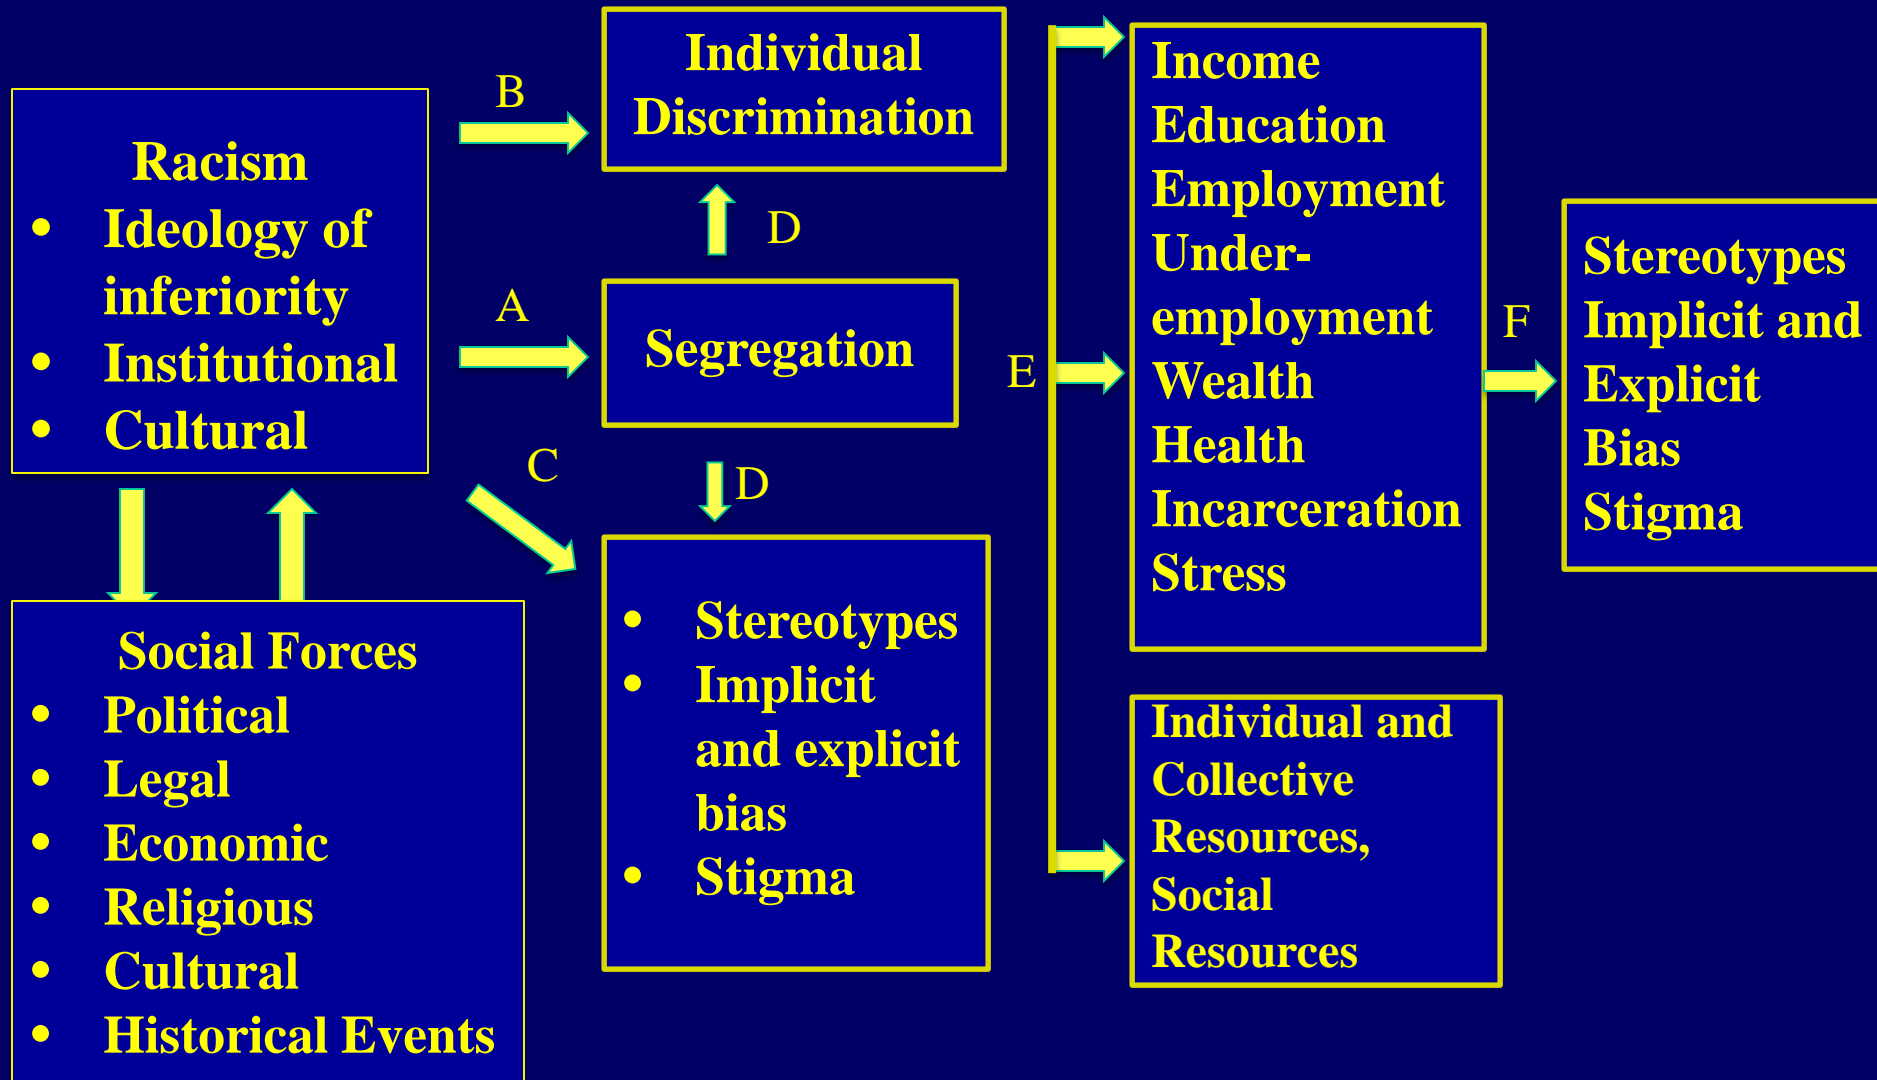 Racism
• Ideology of
inferiority
• Institutional
• Cultural
Social Forces
• Political
• Legal
• Economic
• Religious
• Cultural
• Historical Events
B
A
C
Individual
Discrimination
D
Segregation
D
• Stereotypes
• Implicit
and explicit
bias
• Stigma
E
Income
Education
Employment
Under-
employment
Wealth
Health
Incarceration
Stress
Individual and
Collective
Resources,
Social
Resources
F
Stereotypes
Implicit and
Explicit
Bias
Stigma